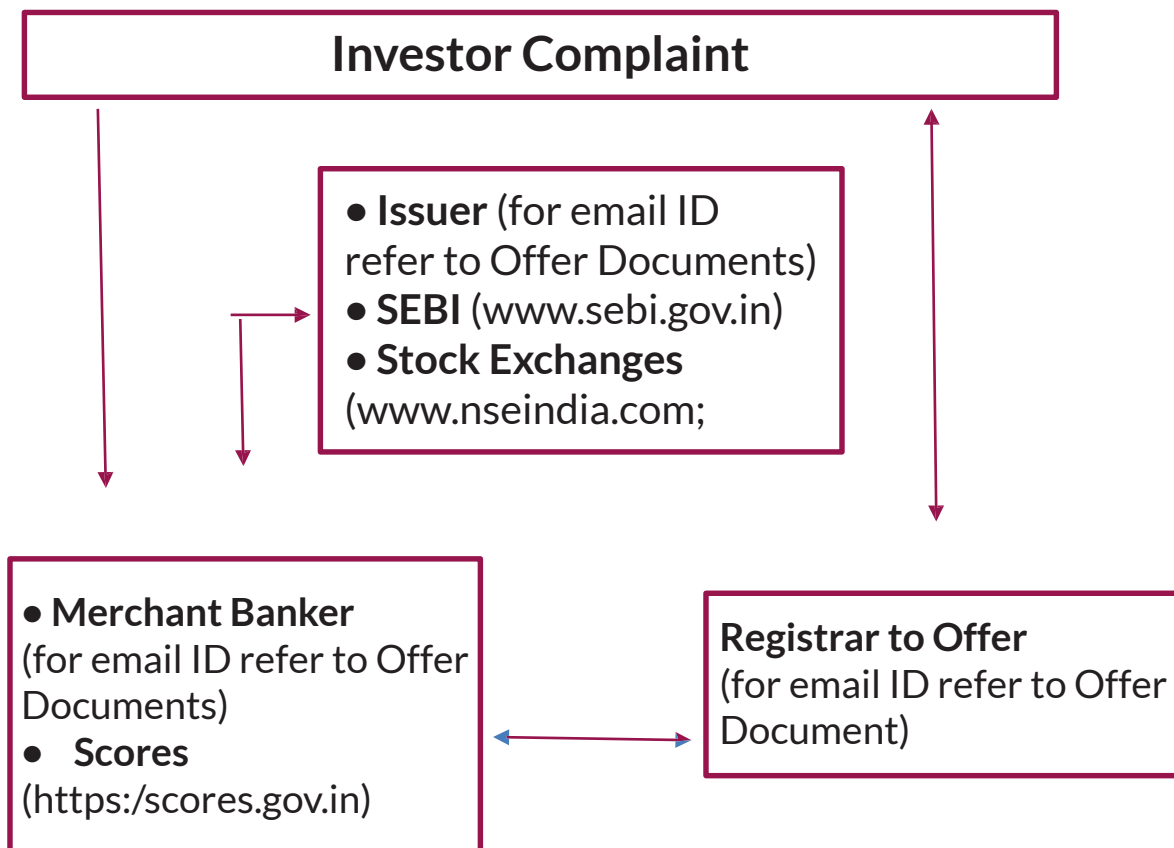 Investor Complaint
● Issuer (for email ID
refer to Offer Documents)
● SEBI (www.sebi.gov.in)
● Stock Exchanges
(www.nseindia.com;
● Merchant Banker
(for email ID refer to Offer
Documents)
● Scores
(https:/scores.gov.in)
Registrar to Offer
(for email ID refer to Offer
Document)